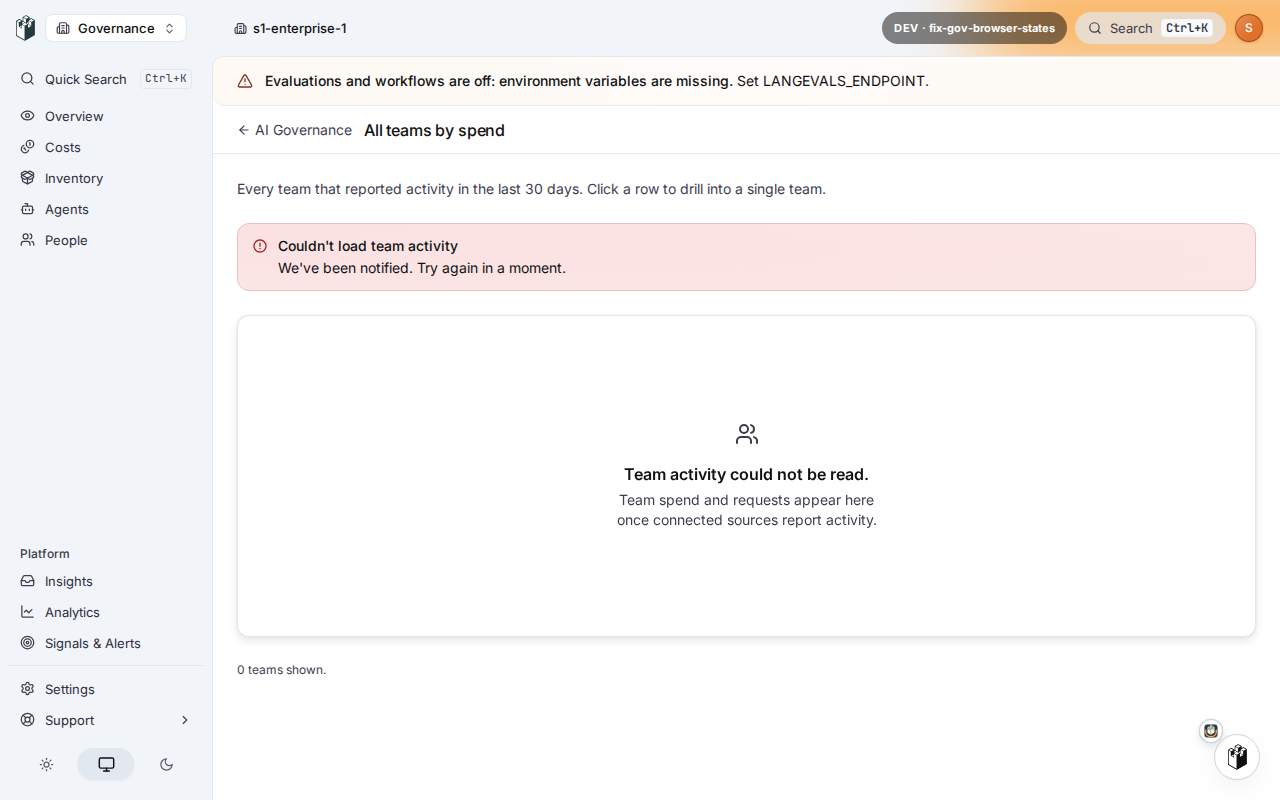 Governance
s1-enterprise-1
DEV · fix-gov-browser-states
Search Ctrl+K
S
Quick Search Ctrl+K
Overview
Costs
Inventory
Agents
People
Platform
Insights
Analytics
Signals & Alerts
Settings
Support
Evaluations and workflows are off: environment variables are missing. Set LANGEVALS_ENDPOINT.
AI Governance All teams by spend
Every team that reported activity in the last 30 days. Click a row to drill into a single team.
Couldn't load team activity
We've been notified. Try again in a moment.
Team activity could not be read.
Team spend and requests appear here
once connected sources report activity.
0 teams shown.